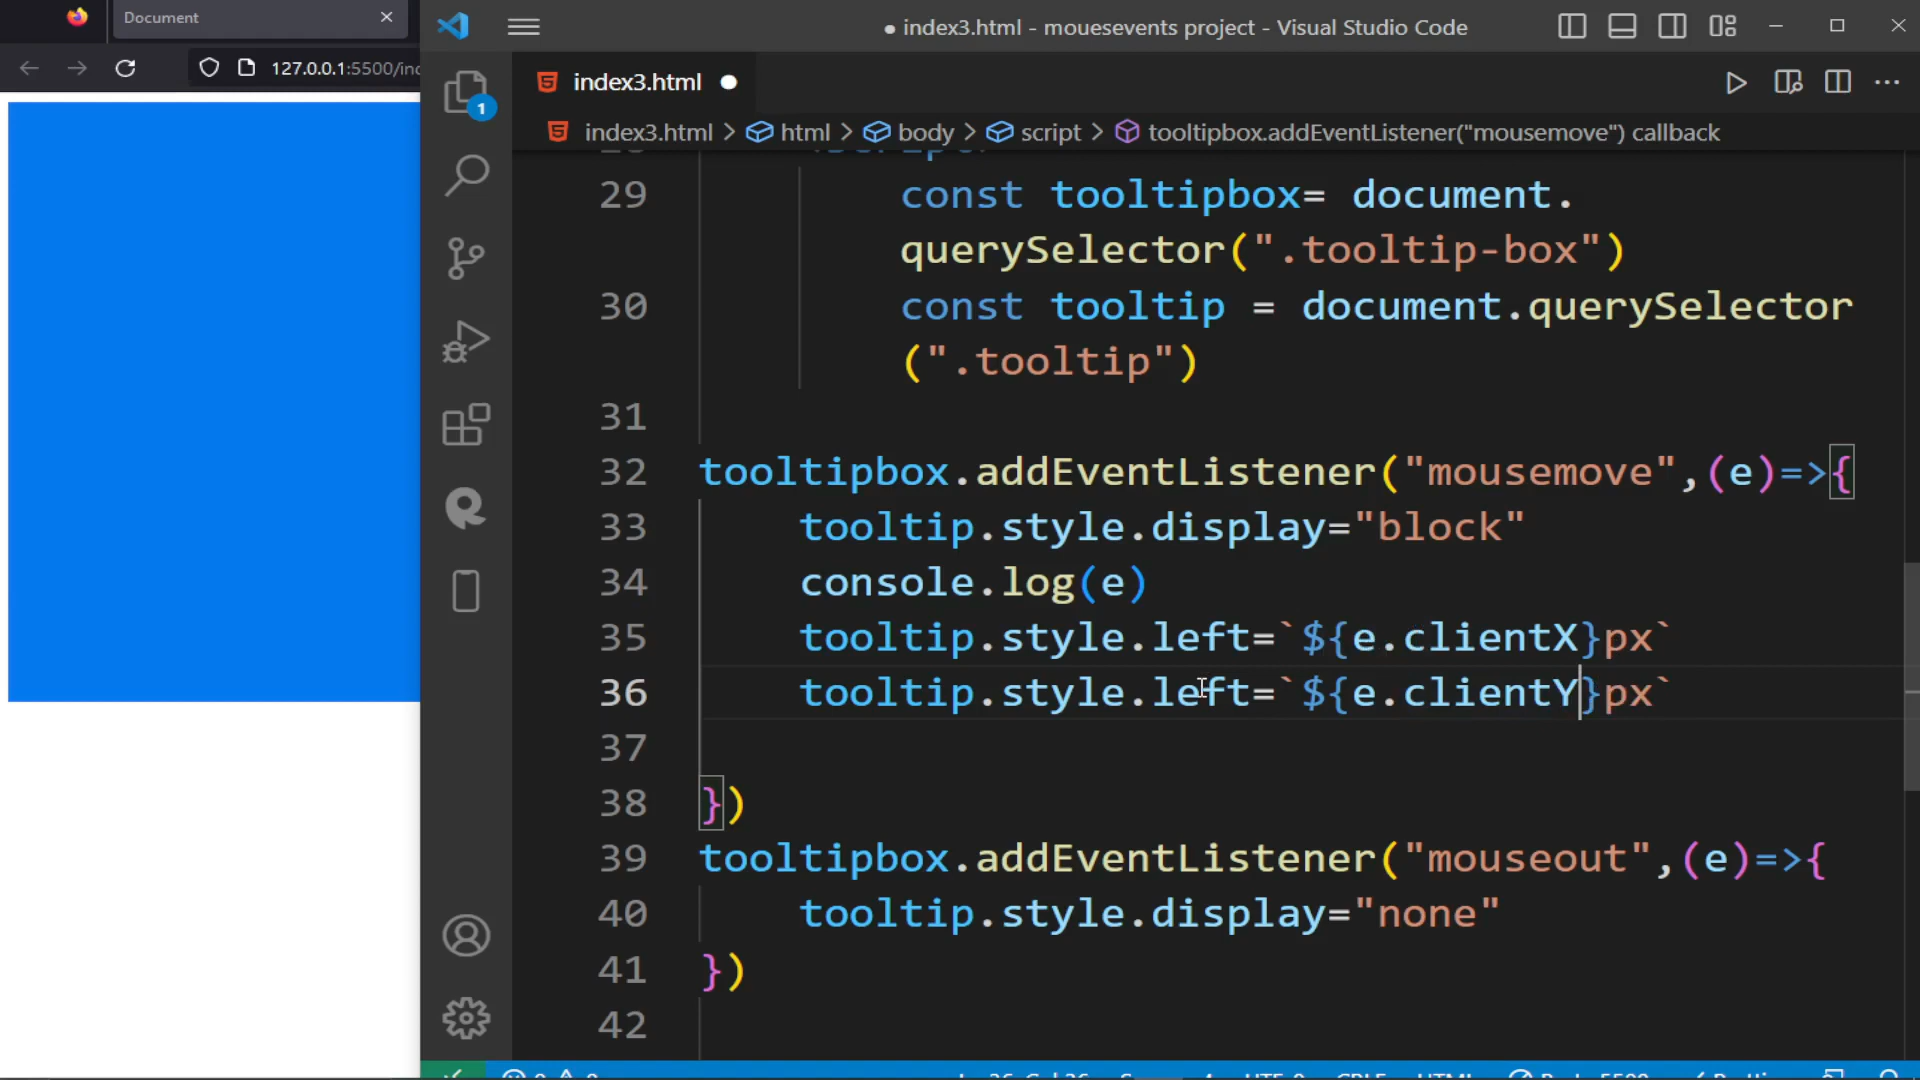 Document
127.0.0.1:5500/ind
● index3.html - mouesevents project - Visual Studio Code
index3.html
index3.html > html > body > script > tooltipbox.addEventListener("mousemove") callback
1
29 const tooltipbox= document.
querySelector(".tooltip-box")
30 const tooltip = document.querySelector
(".tooltip")
31
32 tooltipbox.addEventListener("mousemove",(e)=>{
33 tooltip.style.display="block"
34 console.log(e)
35 tooltip.style.left=`${e.clientX}px`
36 tooltip.style.left=`${e.clientY}px`
37
38 })
39 tooltipbox.addEventListener("mouseout",(e)=>{
40 tooltip.style.display="none"
41 })
42